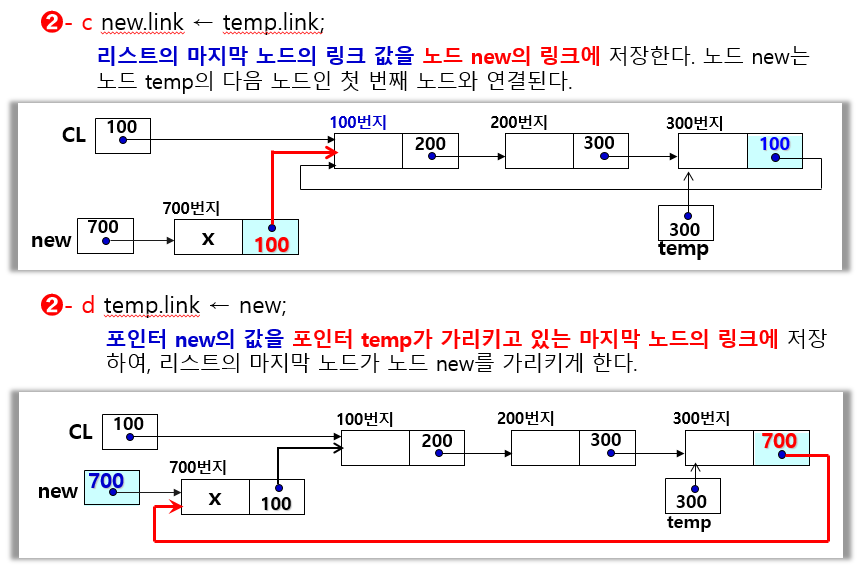 ❷- c new.link ← temp.link;
리스트의 마지막 노드의 링크 값을 노드 new의 링크에 저장한다. 노드 new는
노드 temp의 다음 노드인 첫 번째 노드와 연결된다.
100번지 200번지 300번지
CL 100 200 300 100
700번지
new 700 x 100 300
temp
❷- d temp.link ← new;
포인터 new의 값을 포인터 temp가 가리키고 있는 마지막 노드의 링크에 저장
하여, 리스트의 마지막 노드가 노드 new를 가리키게 한다.
100번지 200번지 300번지
CL 100 200 300 700
700번지
new 700 x 100 300
temp